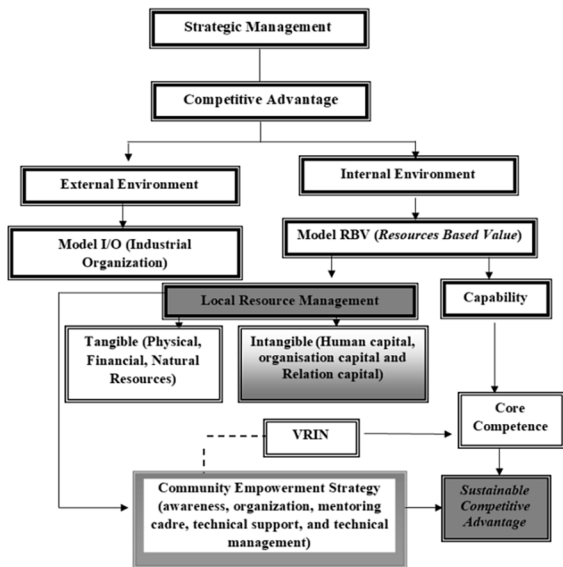 Strategic Management
Competitive Advantage
External Environment
Internal Environment
Model I/O (Industrial
Organization)
Model RBV (Resources Based Value)
Local Resource Management
Capability
Tangible (Physical,
Financial, Natural
Resources)
Intangible (Human capital,
organisation capital and
Relation capital)
Core
Competence
VRIN
Community Empowerment Strategy
(awareness, organization, mentoring
cadre, technical support, and technical
management)
Sustainable
Competitive
Advantage